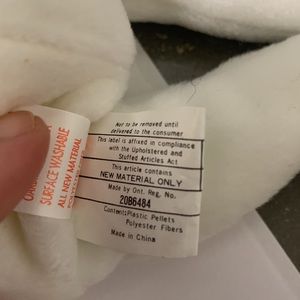 SURFACE WASHABLE
ALL NEW MATERIAL
Not to be removed until
delivered to the consumer
This label is affixed in compliance
with the Upholstered and
Stuffed Articles Act
This article contains
NEW MATERIAL ONLY
Made by Ont. Reg. No.
20B6484
Content:Plastic Pellets
Polyester Fibers
Made in China